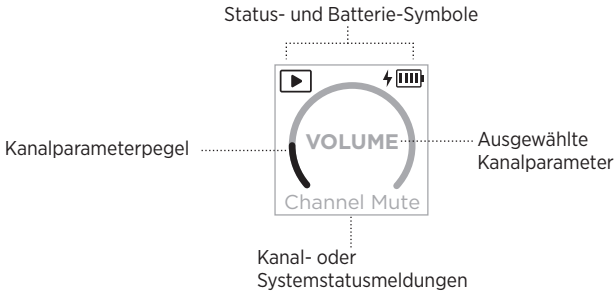 Status- und Batterie-Symbole
VOLUME
Kanalparameterpegel
Ausgewählte
Kanalparameter
Channel Mute
Kanal- oder
Systemstatusmeldungen